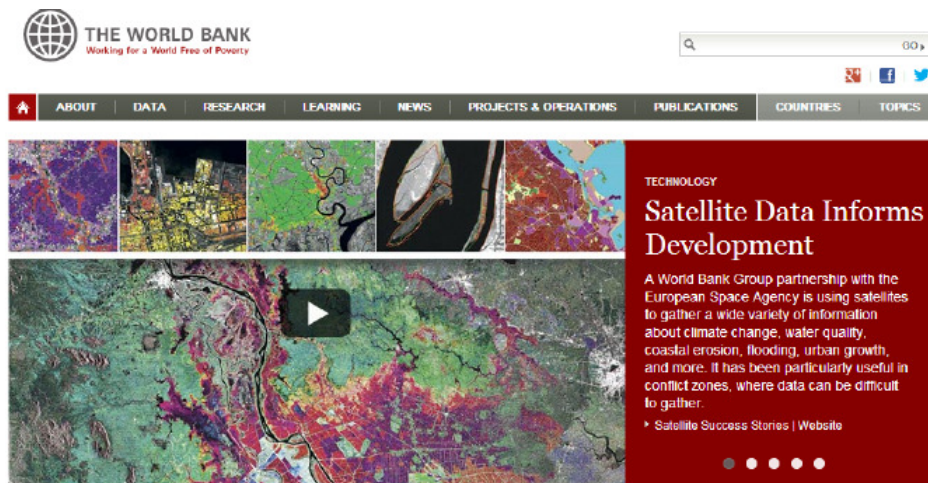 THE WORLD BANK
Working for a World Free of Poverty
GO
ABOUT DATA RESEARCH LEARNING NEWS PROJECTS & OPERATIONS PUBLICATIONS COUNTRIES TOPICS
TECHNOLOGY
Satellite Data Informs
Development
A World Bank Group partnership with the
European Space Agency is using satellites
to gather a wide variety of information
about climate change, water quality,
coastal erosion, flooding, urban growth,
and more. It has been particularly useful in
conflict zones, where data can be difficult
to gather.
Satellite Success Stories | Website